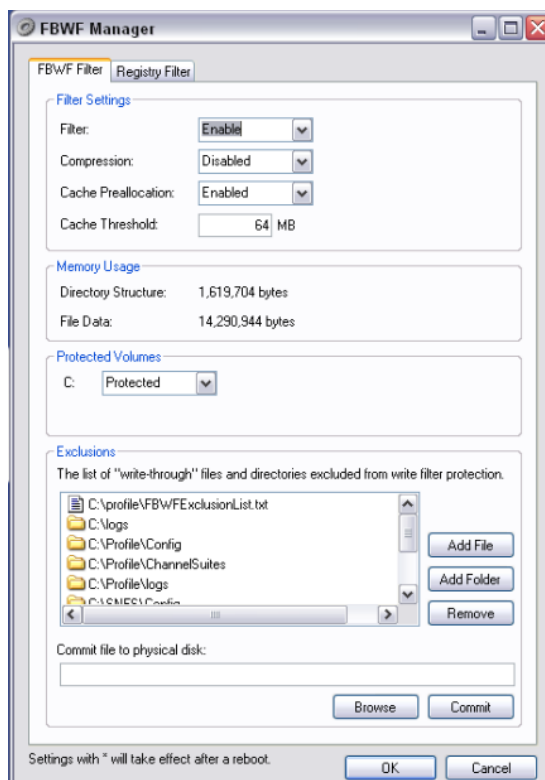 FBWF Manager
FBWF Filter Registry Filter
Filter Settings
Filter: Enable
Compression: Disabled
Cache Preallocation: Enabled
Cache Threshold: 64 MB
Memory Usage
Directory Structure: 1,619,704 bytes
File Data: 14,290,944 bytes
Protected Volumes
C: Protected
Exclusions
The list of "write-through" files and directories excluded from write filter protection.
C:\profile\FBWFExclusionList.txt
C:\logs
C:\Profile\Config
C:\Profile\ChannelSuites
C:\Profile\logs
Add File
Add Folder
Remove
Commit file to physical disk:
Browse Commit
Settings with * will take effect after a reboot.
OK Cancel